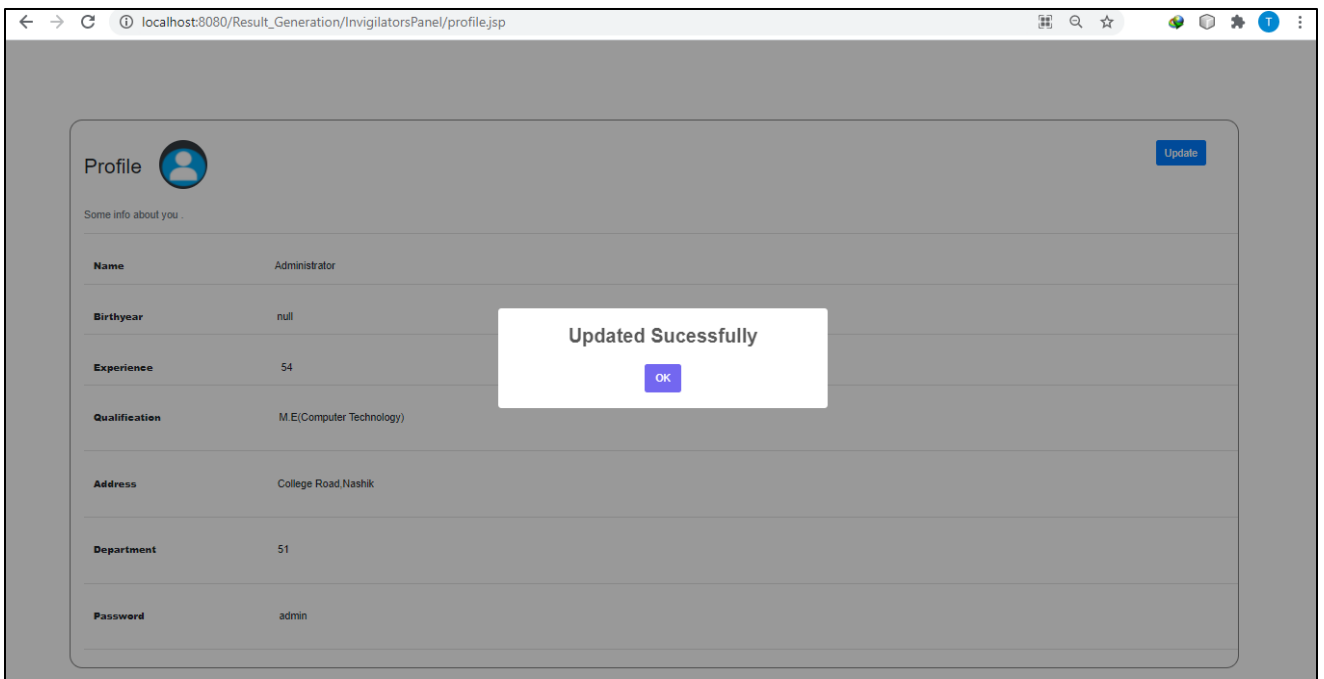 localhost:8080/Result_Generation/InvigilatorsPanel/profile.jsp
T
Profile
Update
Some info about you .
Name Administrator
Birthyear null
Updated Sucessfully
Experience 54
OK
Qualification M.E(Computer Technology)
Address College Road,Nashik
Department 51
Password admin